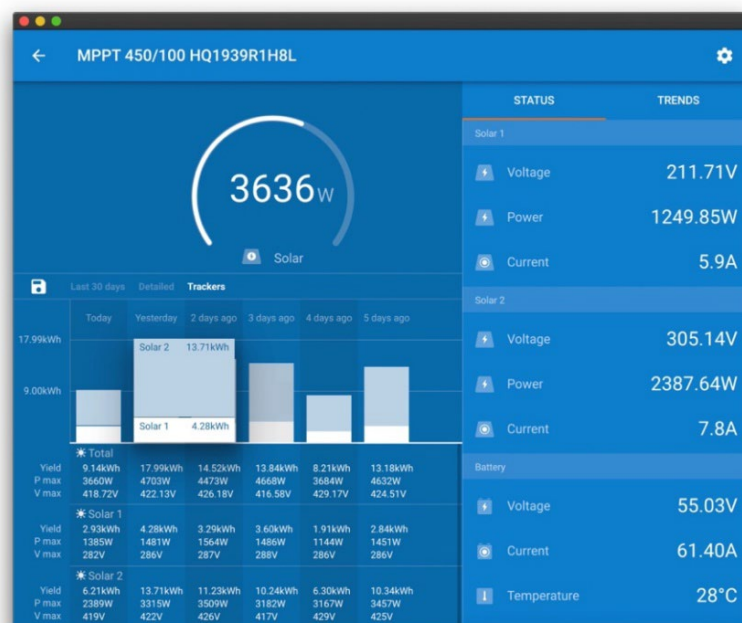 MPPT 450/100 HQ1939R1H8L
3636W
Solar
Last 30 days Detailed Trackers
Today Yesterday 2 days ago 3 days ago 4 days ago 5 days ago
17.99kWh
Solar 2 13.71kWh
9.00kWh
Solar 1 4.28kWh
Total
Yield 9.14kWh 17.99kWh 14.52kWh 13.84kWh 8.21kWh 13.18kWh
P max 3660W 4703W 4473W 4668W 3684W 4632W
V max 418.72V 422.13V 426.18V 416.58V 429.17V 424.51V
Solar 1
Yield 2.93kWh 4.28kWh 3.29kWh 3.60kWh 1.91kWh 2.84kWh
P max 1385W 1481W 1564W 1486W 1144W 1451W
V max 282V 286V 287V 288V 286V 286V
Solar 2
Yield 6.21kWh 13.71kWh 11.23kWh 10.24kWh 6.30kWh 10.34kWh
P max 2389W 3315W 3509W 3182W 3167W 3457W
V max 419V 422V 426V 417V 429V 425V
STATUS TRENDS
Solar 1
Voltage 211.71V
Power 1249.85W
Current 5.9A
Solar 2
Voltage 305.14V
Power 2387.64W
Current 7.8A
Battery
Voltage 55.03V
Current 61.40A
Temperature 28°C